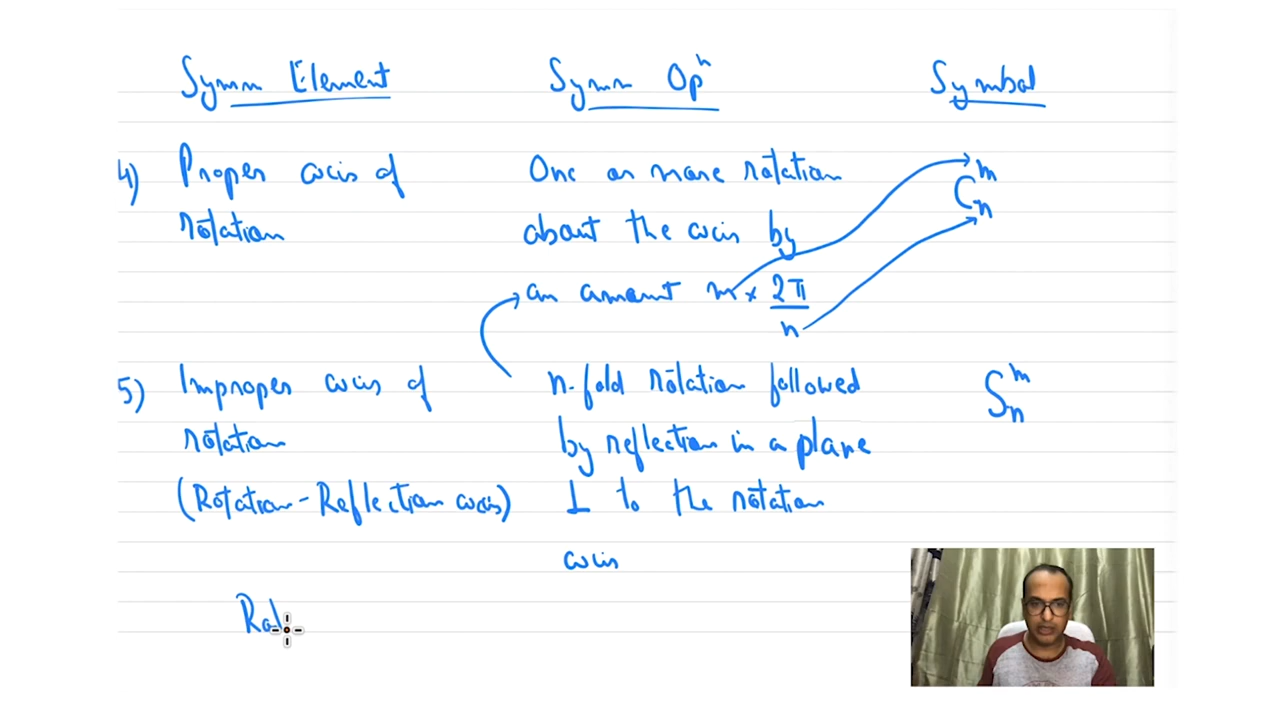 Symm Element Symm Opⁿ Symbol
4) Proper axis of One or more rotation Cₙᵐ
rotation about the axis by
an amount m × 2π/n
5) Improper axis of n-fold rotation followed Sₙᵐ
rotation by reflection in a plane
(Rotation-Reflection axis) ⊥ to the rotation
axis